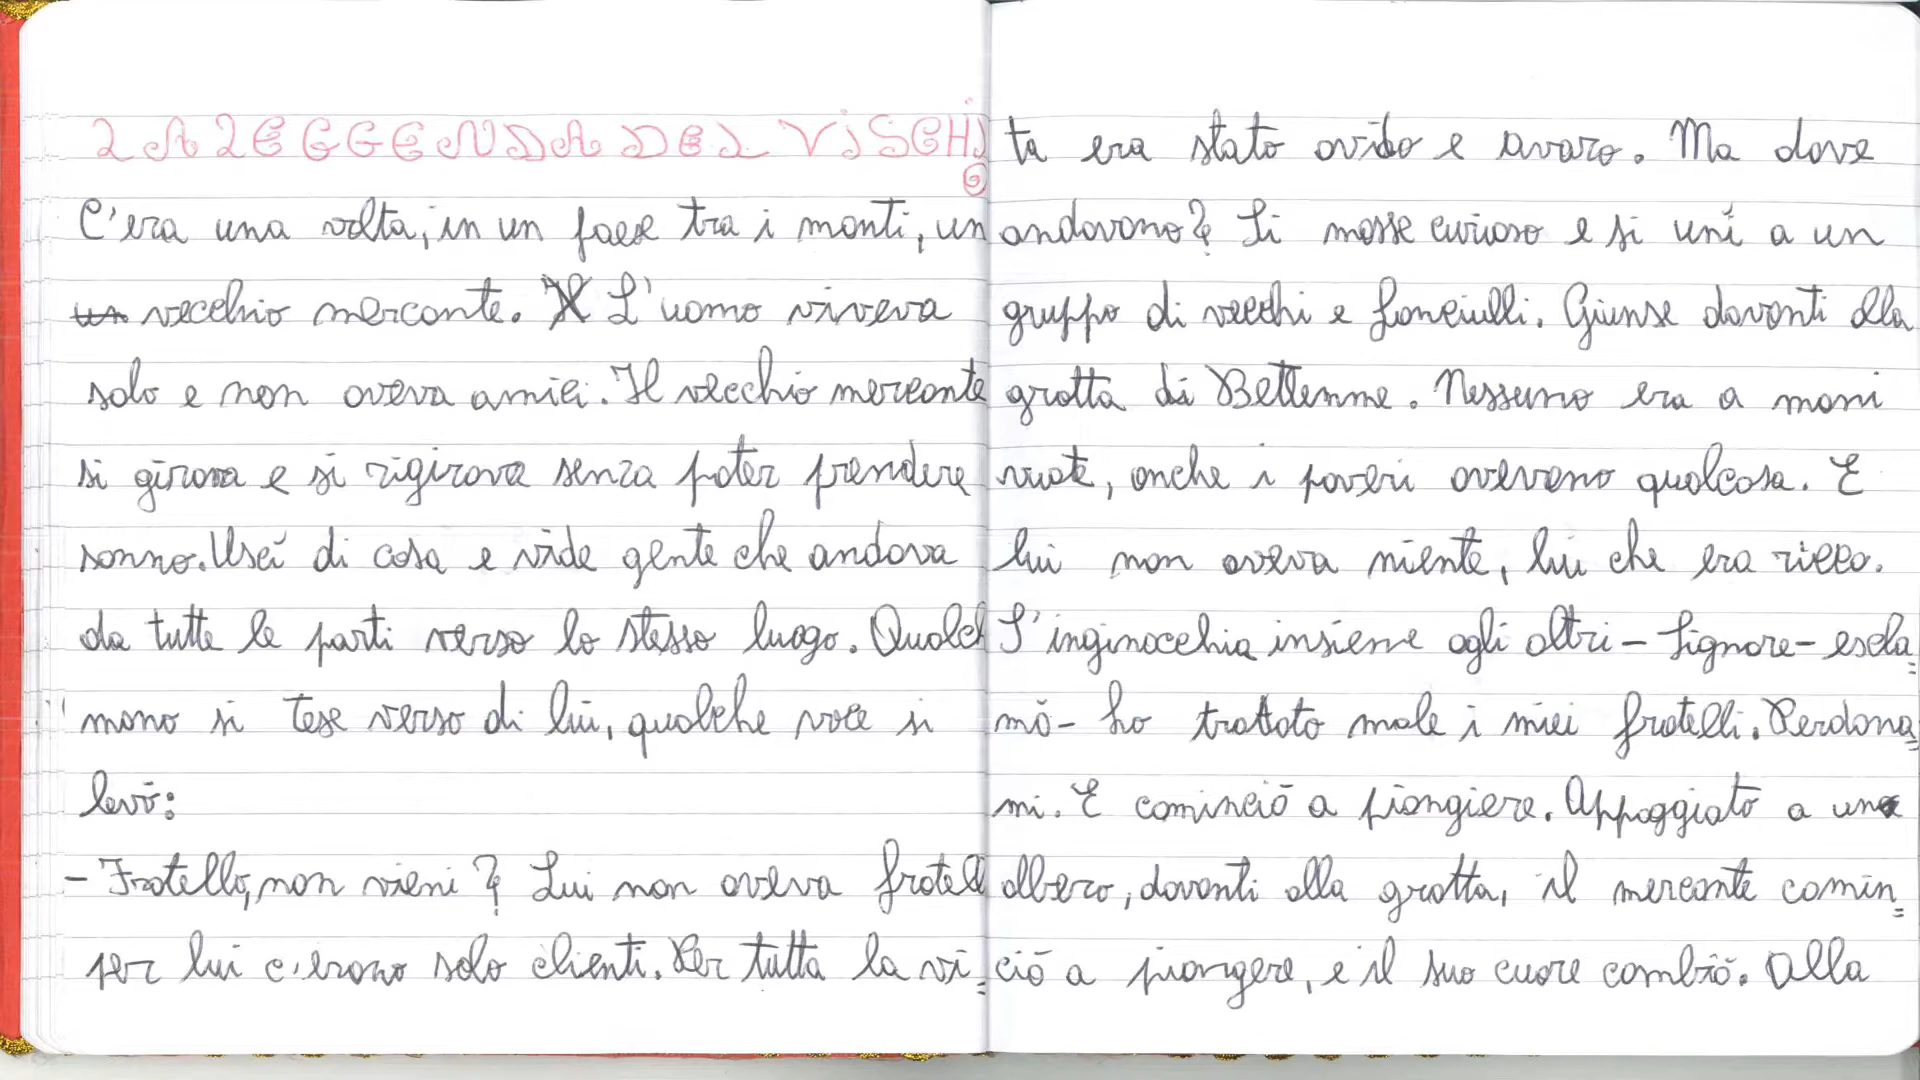 LA LEGGENDA DEL VISCHI
O
C'era una volta, in un paese tra i monti, un
un vecchio mercante. L'uomo viveva
solo e non aveva amici. Il vecchio mercante
si girava e si rigirava senza poter prendere
sonno. Uscí di casa e vide gente che andava
da tutte le parti verso lo stesso luogo. Qualch
mano si tese verso di lui, qualche voce si
levò:
- Fratello, non vieni? Lui non aveva fratelli
per lui c'erano solo clienti. Per tutta la vi=
ta era stato avido e avaro. Ma dove
andavano? Si mosse curioso e si uní a un
gruppo di vecchi e fanciulli. Giunse davanti alla
grotta di Betlemme. Nessuno era a mani
vuote, anche i poveri avevano qualcosa. E
lui non aveva niente, lui che era ricco.
S'inginocchia insieme agli altri - Signore - escla=
mò - ho trattato male i miei fratelli. Perdona=
mi. E cominciò a piangiere. Appoggiato a una
albero, davanti alla grotta, il mercante comin=
ciò a piangere, e il suo cuore cambiò. Alla